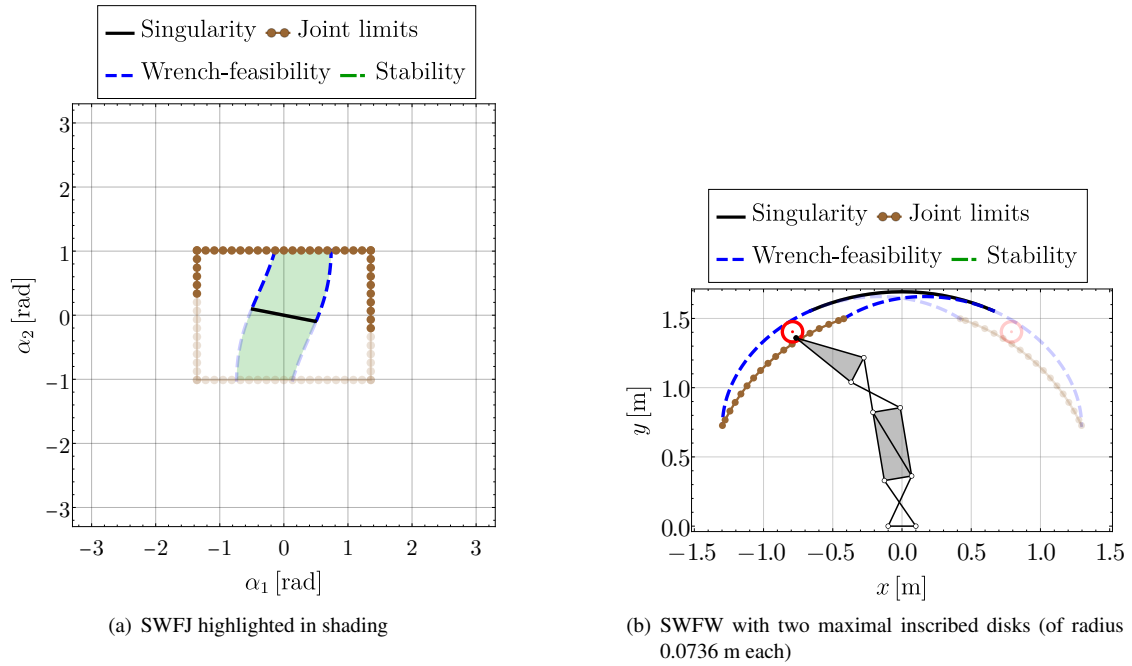 Singularity Joint limits
Wrench-feasibility Stability
3
2
1
0
−1
−2
−3
α2 [rad]
−3 −2 −1 0 1 2 3
α1 [rad]
(a) SWFJ highlighted in shading
Singularity Joint limits
Wrench-feasibility Stability
1.5
1.0
0.5
0.0
y [m]
−1.5 −1.0 −0.5 0.0 0.5 1.0 1.5
x [m]
(b) SWFW with two maximal inscribed disks (of radius
0.0736 m each)